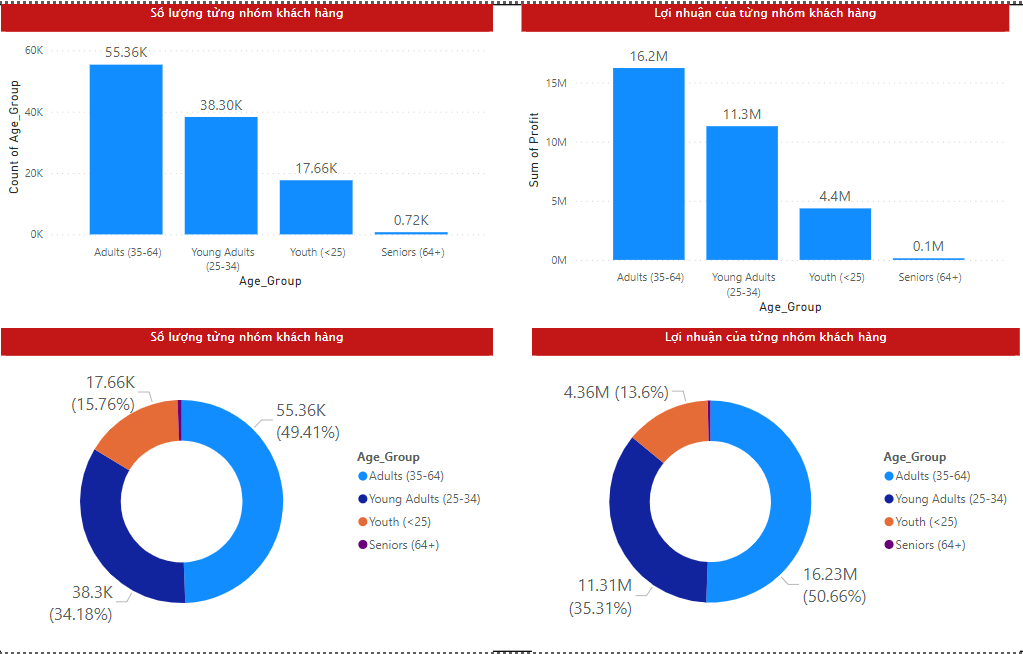 Số lượng từng nhóm khách hàng
Count of Age_Group
60K
40K
20K
0K
55.36K
38.30K
17.66K
0.72K
Adults (35-64)
Young Adults
(25-34)
Youth (<25)
Seniors (64+)
Age_Group
Lợi nhuận của từng nhóm khách hàng
Sum of Profit
15M
10M
5M
0M
16.2M
11.3M
4.4M
0.1M
Adults (35-64)
Young Adults
(25-34)
Youth (<25)
Seniors (64+)
Age_Group
Số lượng từng nhóm khách hàng
17.66K
(15.76%)
55.36K
(49.41%)
38.3K
(34.18%)
Age_Group
Adults (35-64)
Young Adults (25-34)
Youth (<25)
Seniors (64+)
Lợi nhuận của từng nhóm khách hàng
4.36M (13.6%)
11.31M
(35.31%)
16.23M
(50.66%)
Age_Group
Adults (35-64)
Young Adults (25-34)
Youth (<25)
Seniors (64+)